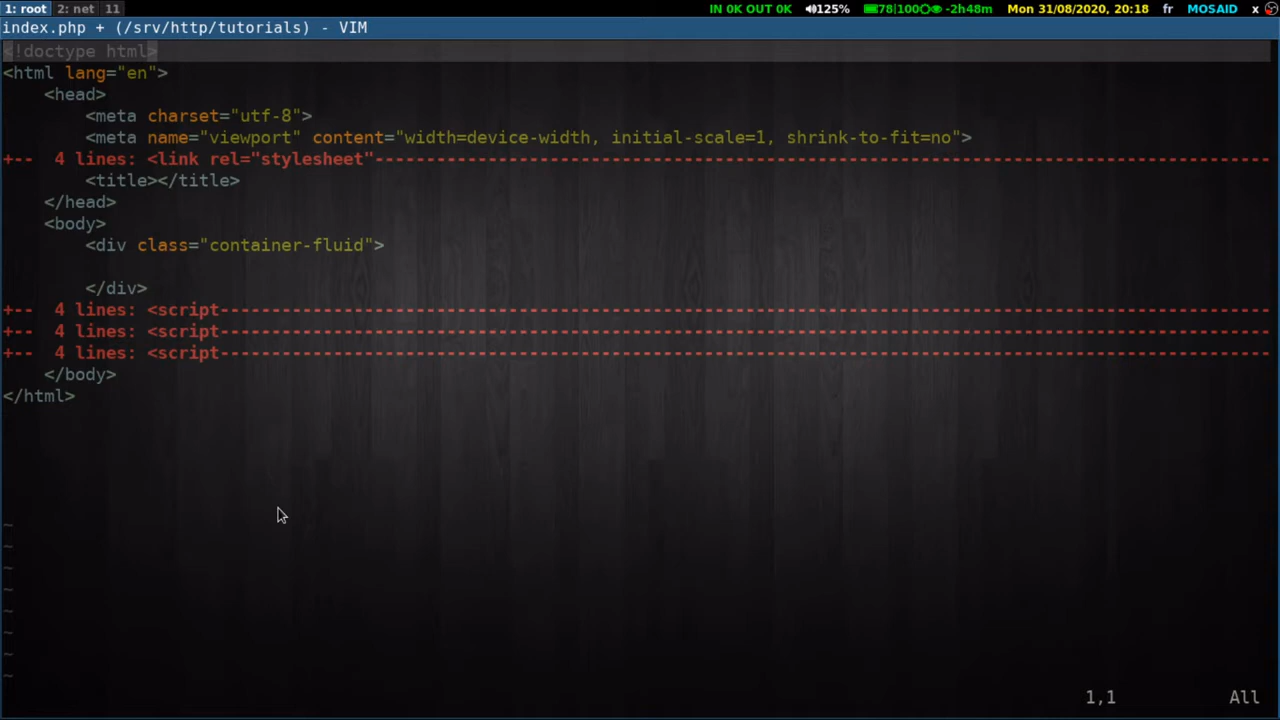 1: root 2: net 11 IN 0K OUT 0K 125% 78|100 -2h48m Mon 31/08/2020, 20:18 fr MOSAID x
index.php + (/srv/http/tutorials) - VIM
<!doctype html>
<html lang="en">
<head>
<meta charset="utf-8">
<meta name="viewport" content="width=device-width, initial-scale=1, shrink-to-fit=no">
+-- 4 lines: <link rel="stylesheet"--------------------------------------------------------------------------------------
<title></title>
</head>
<body>
<div class="container-fluid">
</div>
+-- 4 lines: <script-----------------------------------------------------------------------------------------------------
+-- 4 lines: <script-----------------------------------------------------------------------------------------------------
+-- 4 lines: <script-----------------------------------------------------------------------------------------------------
</body>
</html>
~
~
~
~
~
~
~
~
1,1 All